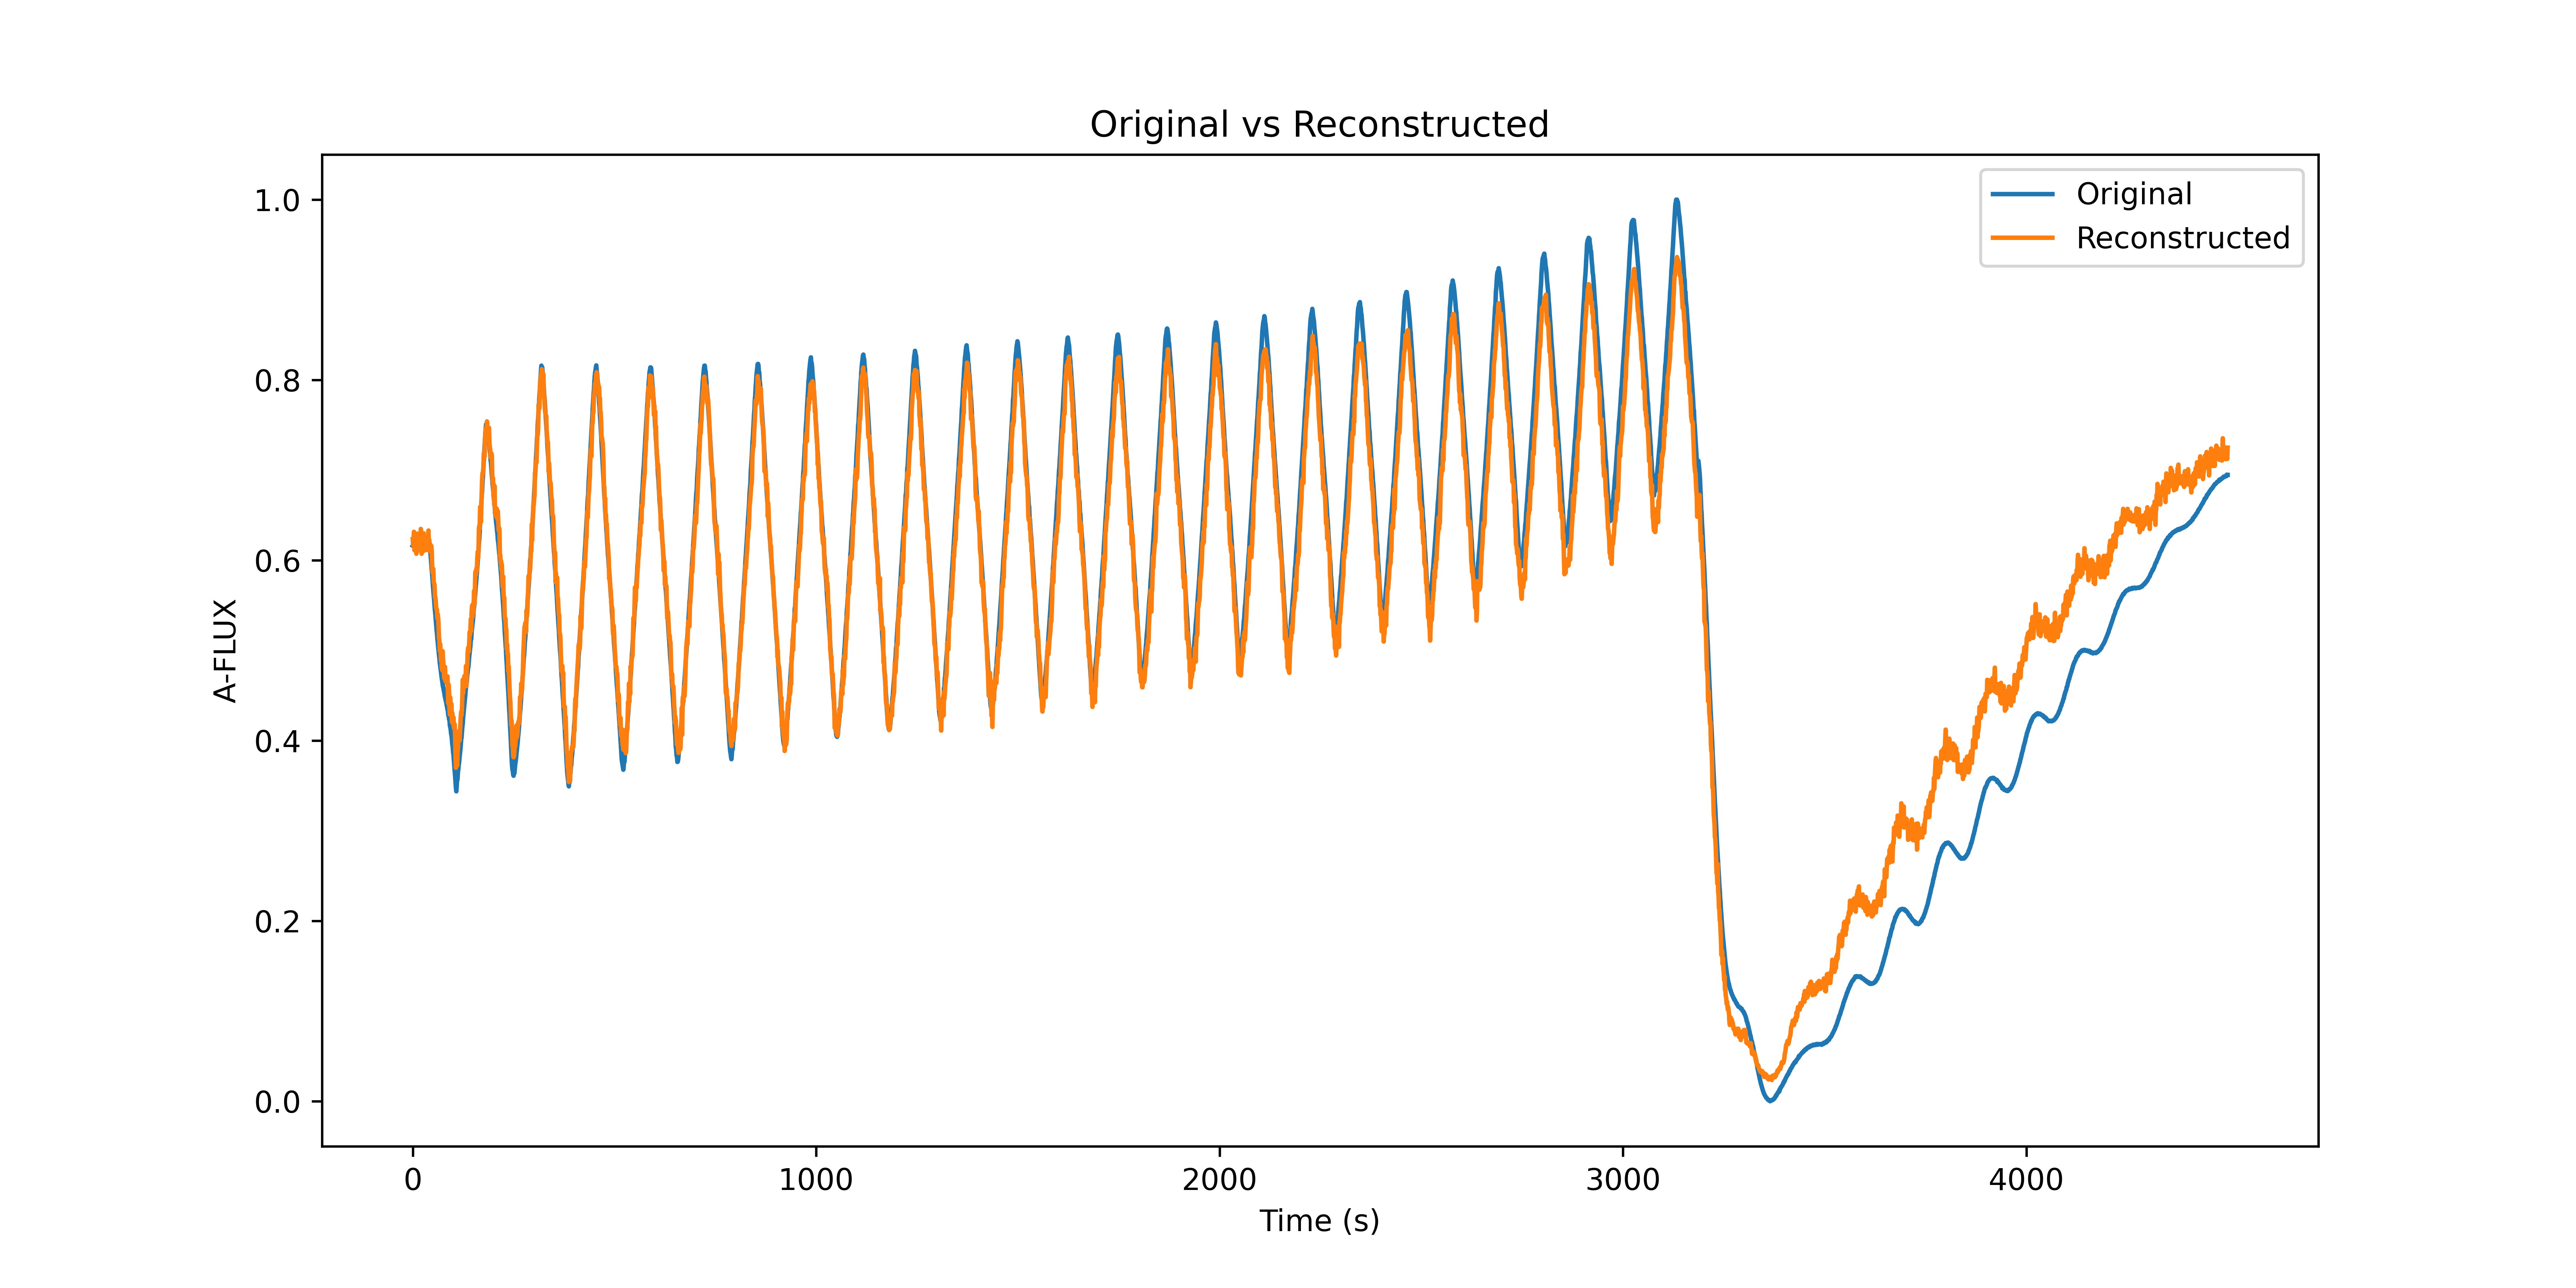 Original vs Reconstructed
Original
Reconstructed
1.0
0.8
0.6
0.4
0.2
0.0
A-FLUX
0
1000
2000
3000
4000
Time (s)